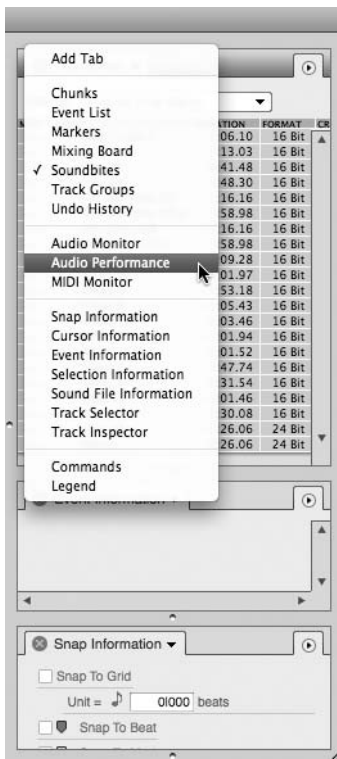 Add Tab
Chunks
Event List
Markers
Mixing Board
✓ Soundbites
Track Groups
Undo History
Audio Monitor
Audio Performance
MIDI Monitor
Snap Information
Cursor Information
Event Information
Selection Information
Sound File Information
Track Selector
Track Inspector
Commands
Legend
FORMAT CR
06.10 16 Bit
13.03 16 Bit
41.48 16 Bit
48.30 16 Bit
16.16 16 Bit
58.98 16 Bit
16.16 16 Bit
58.98 16 Bit
09.28 16 Bit
01.97 16 Bit
53.18 16 Bit
05.43 16 Bit
03.46 16 Bit
01.94 16 Bit
01.52 16 Bit
47.74 16 Bit
31.54 16 Bit
01.46 16 Bit
30.08 16 Bit
26.06 24 Bit
26.06 24 Bit
Event Information
Snap Information
Snap To Grid
Unit = 0|000 beats
Snap To Beat